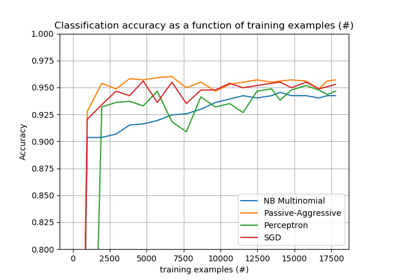 Classification accuracy as a function of training examples (#)
1.000
0.975
0.950
0.925
0.900
0.875
0.850
0.825
0.800
Accuracy
NB Multinomial
Passive-Aggressive
Perceptron
SGD
0 2500 5000 7500 10000 12500 15000 17500
training examples (#)